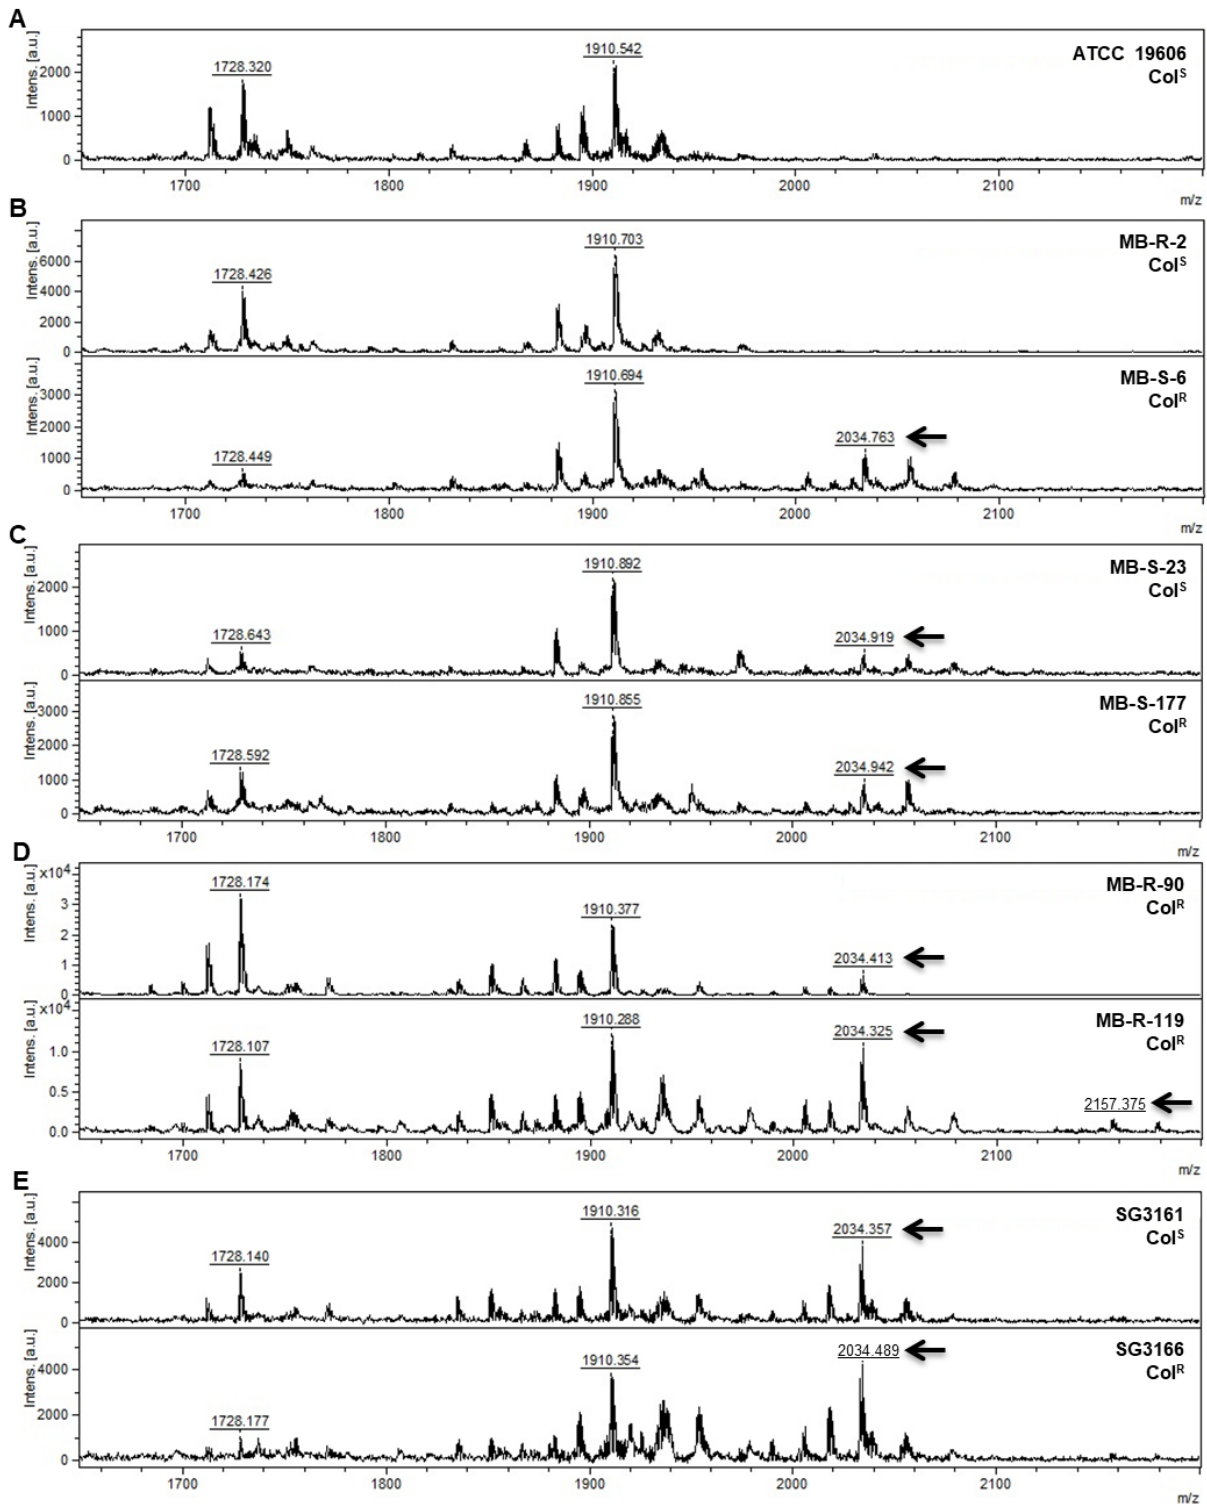 A
Intens. [a.u.]
2000
1000
0
1728.320
1910.542
ATCC 19606
Col^S
1700 1800 1900 2000 2100
m/z
B
Intens. [a.u.]
6000
4000
2000
0
1728.426
1910.703
MB-R-2
Col^S
Intens. [a.u.]
3000
2000
1000
0
1728.449
1910.694
2034.763
MB-S-6
Col^R
1700 1800 1900 2000 2100
m/z
C
Intens. [a.u.]
2000
1000
0
1728.643
1910.892
2034.919
MB-S-23
Col^S
Intens. [a.u.]
3000
2000
1000
0
1728.592
1910.855
2034.942
MB-S-177
Col^R
1700 1800 1900 2000 2100
m/z
D
Intens. [a.u.]
x10^4
3
2
1
0
1728.174
1910.377
2034.413
MB-R-90
Col^R
Intens. [a.u.]
x10^4
1.0
0.5
0.0
1728.107
1910.288
2034.325
2157.375
MB-R-119
Col^R
1700 1800 1900 2000 2100
m/z
E
Intens. [a.u.]
4000
2000
0
1728.140
1910.316
2034.357
SG3161
Col^S
Intens. [a.u.]
4000
2000
0
1728.177
1910.354
2034.489
SG3166
Col^R
1700 1800 1900 2000 2100
m/z